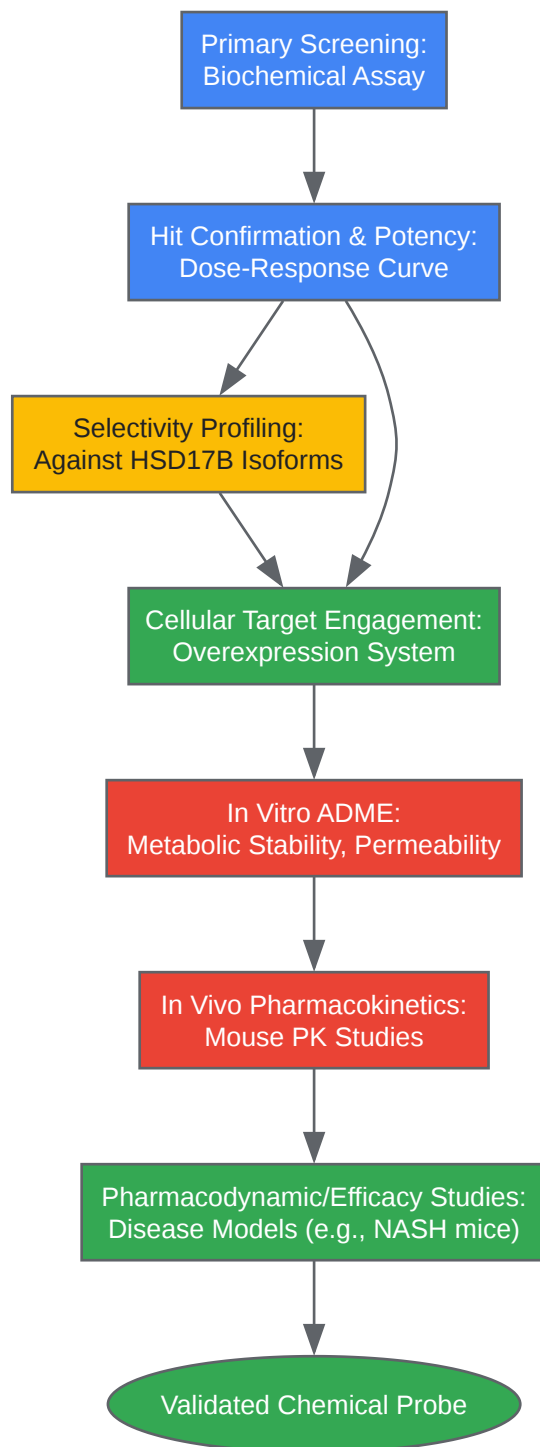 Primary Screening:
Biochemical Assay
Hit Confirmation & Potency:
Dose-Response Curve
Selectivity Profiling:
Against HSD17B Isoforms
Cellular Target Engagement:
Overexpression System
In Vitro ADME:
Metabolic Stability, Permeability
In Vivo Pharmacokinetics:
Mouse PK Studies
Pharmacodynamic/Efficacy Studies:
Disease Models (e.g., NASH mice)
Validated Chemical Probe